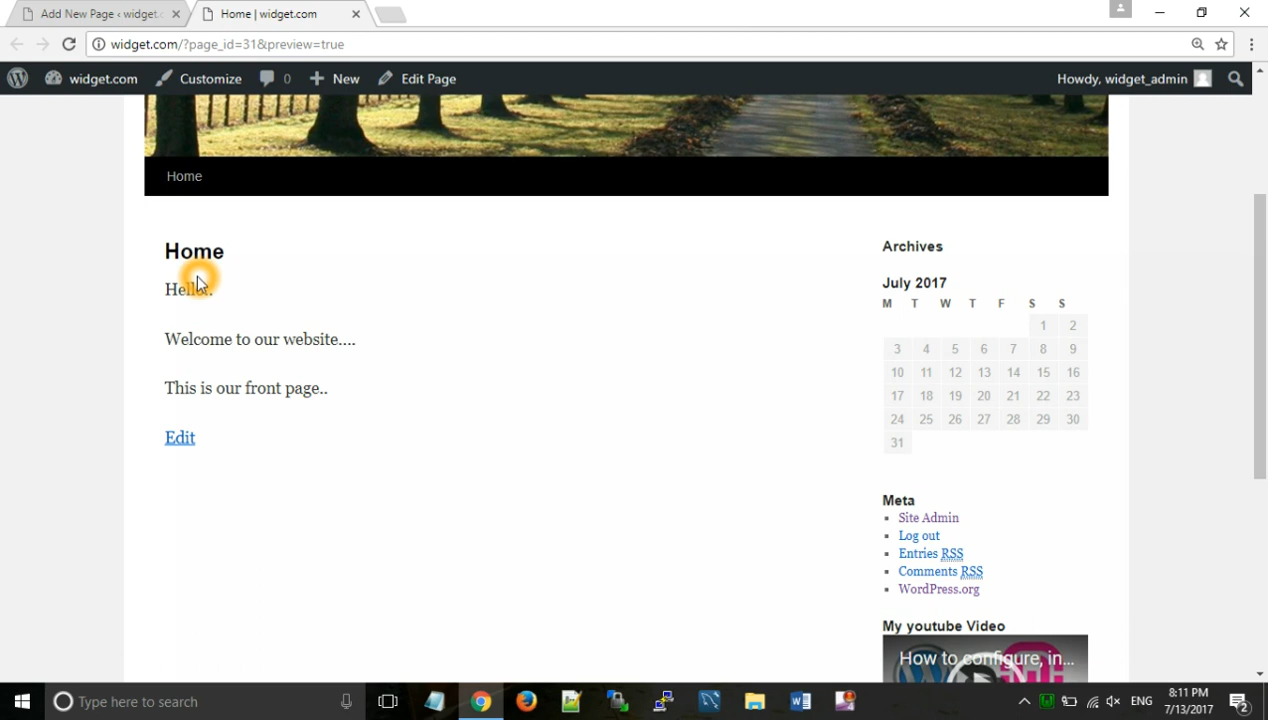 Add New Page ‹ widget.c
Home | widget.com
widget.com/?page_id=31&preview=true
widget.com
Customize
0
New
Edit Page
Howdy, widget_admin
Home
Home
Hello..
Welcome to our website....
This is our front page..
Edit
Archives
July 2017
M T W T F S S
1 2
3 4 5 6 7 8 9
10 11 12 13 14 15 16
17 18 19 20 21 22 23
24 25 26 27 28 29 30
31
Meta
Site Admin
Log out
Entries RSS
Comments RSS
WordPress.org
My youtube Video
How to configure, in...
Type here to search
ENG
8:11 PM
7/13/2017
2